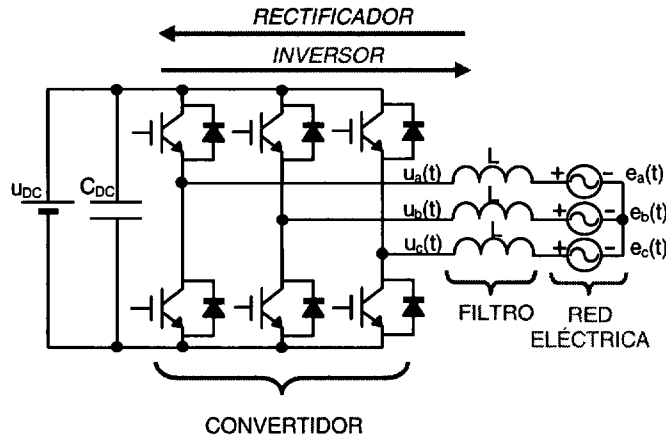 RECTIFICADOR
INVERSOR
uDC
CDC
ua(t)
L
+
-
ea(t)
ub(t)
L
+
-
eb(t)
uc(t)
L
+
-
ec(t)
FILTRO
RED
ELÉCTRICA
CONVERTIDOR